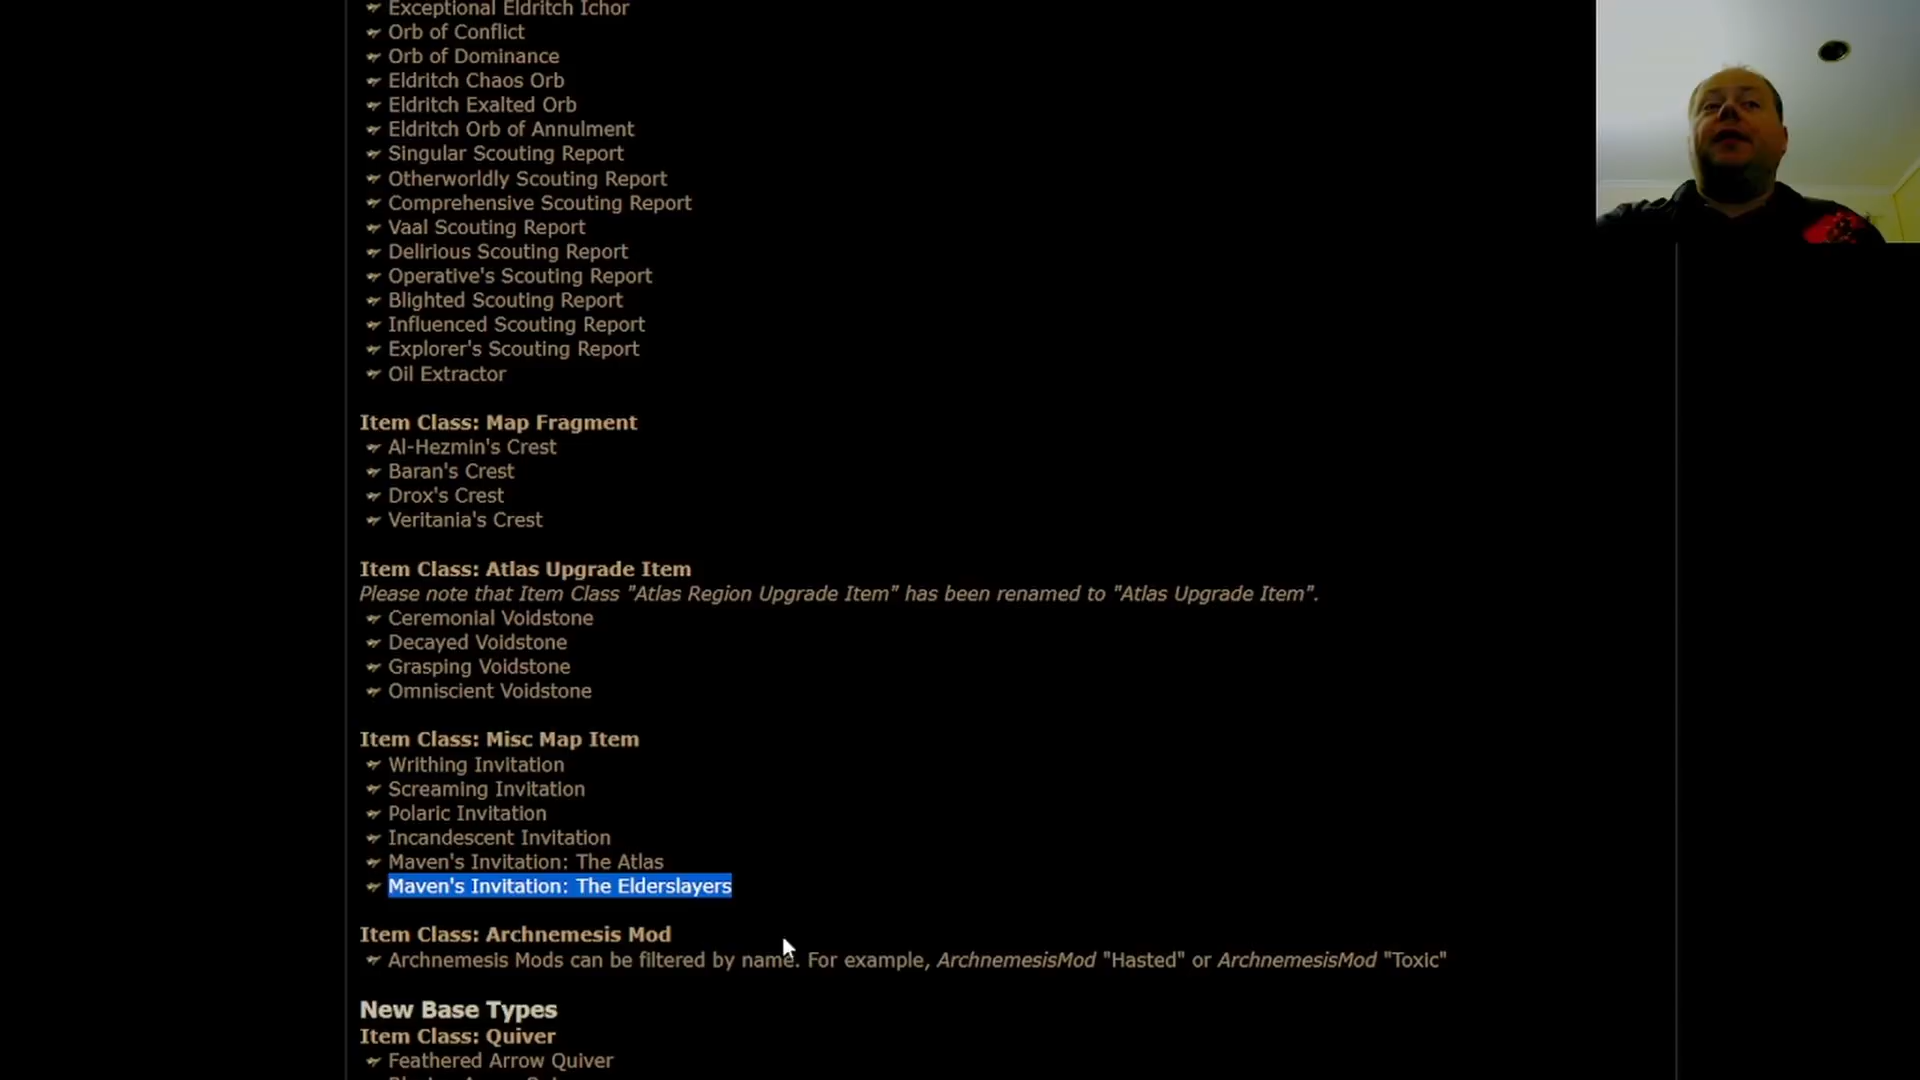 Exceptional Eldritch Ichor
Orb of Conflict
Orb of Dominance
Eldritch Chaos Orb
Eldritch Exalted Orb
Eldritch Orb of Annulment
Singular Scouting Report
Otherworldly Scouting Report
Comprehensive Scouting Report
Vaal Scouting Report
Delirious Scouting Report
Operative's Scouting Report
Blighted Scouting Report
Influenced Scouting Report
Explorer's Scouting Report
Oil Extractor
Item Class: Map Fragment
Al-Hezmin's Crest
Baran's Crest
Drox's Crest
Veritania's Crest
Item Class: Atlas Upgrade Item
Please note that Item Class "Atlas Region Upgrade Item" has been renamed to "Atlas Upgrade Item".
Ceremonial Voidstone
Decayed Voidstone
Grasping Voidstone
Omniscient Voidstone
Item Class: Misc Map Item
Writhing Invitation
Screaming Invitation
Polaric Invitation
Incandescent Invitation
Maven's Invitation: The Atlas
Maven's Invitation: The Elderslayers
Item Class: Archnemesis Mod
Archnemesis Mods can be filtered by name. For example, ArchnemesisMod "Hasted" or ArchnemesisMod "Toxic"
New Base Types
Item Class: Quiver
Feathered Arrow Quiver